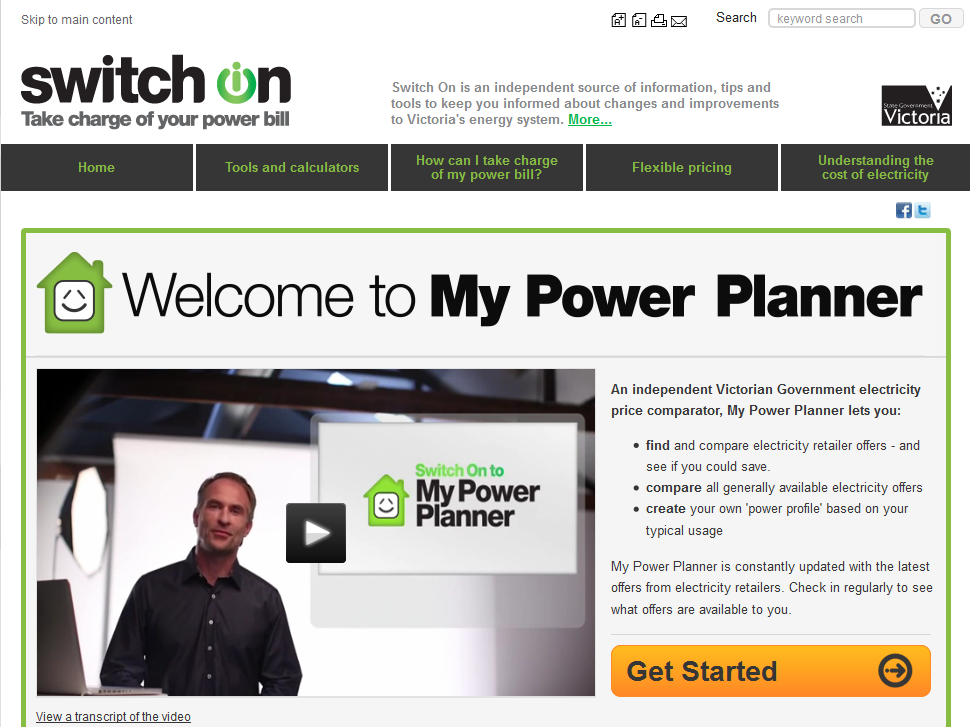 Skip to main content
Search
keyword search
GO
switch on
Take charge of your power bill
Switch On is an independent source of information, tips and
tools to keep you informed about changes and improvements
to Victoria's energy system. More...
State Government
Victoria
Home
Tools and calculators
How can I take charge
of my power bill?
Flexible pricing
Understanding the
cost of electricity
Welcome to My Power Planner
Switch On to
My Power
Planner
An independent Victorian Government electricity
price comparator, My Power Planner lets you:
• find and compare electricity retailer offers - and
see if you could save.
• compare all generally available electricity offers
• create your own 'power profile' based on your
typical usage
My Power Planner is constantly updated with the latest
offers from electricity retailers. Check in regularly to see
what offers are available to you.
Get Started
View a transcript of the video